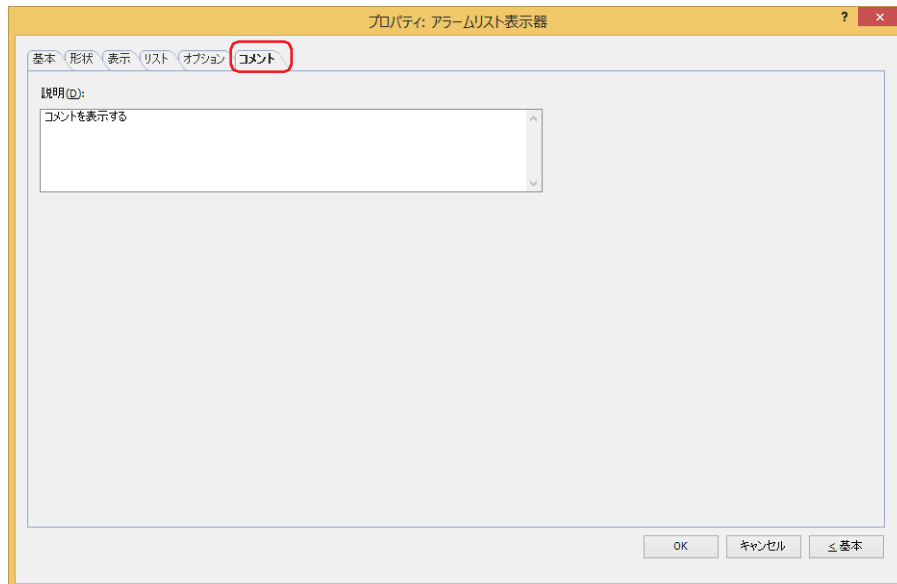 プロパティ: アラームリスト表示器
? ×
基本 形状 表示 リスト オプション コメント
説明(D):
コメントを表示する
OK キャンセル ≤ 基本